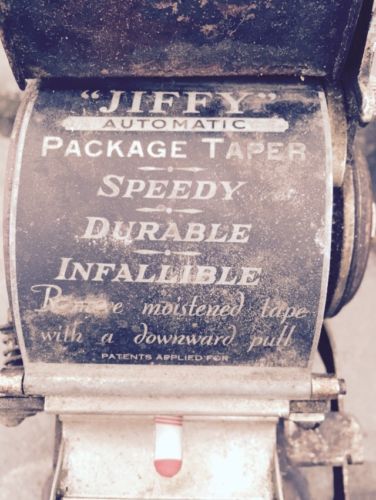 "JIFFY"
AUTOMATIC
PACKAGE TAPER
SPEEDY
DURABLE
INFALLIBLE
Remove moistened tape
with a downward pull
PATENTS APPLIED FOR